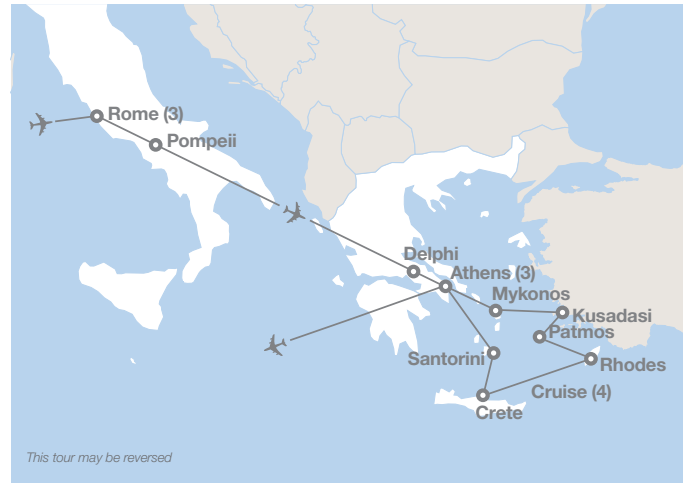 Rome (3)
Pompeii
Delphi
Athens (3)
Mykonos
Kusadasi
Patmos
Santorini
Rhodes
Cruise (4)
Crete
This tour may be reversed